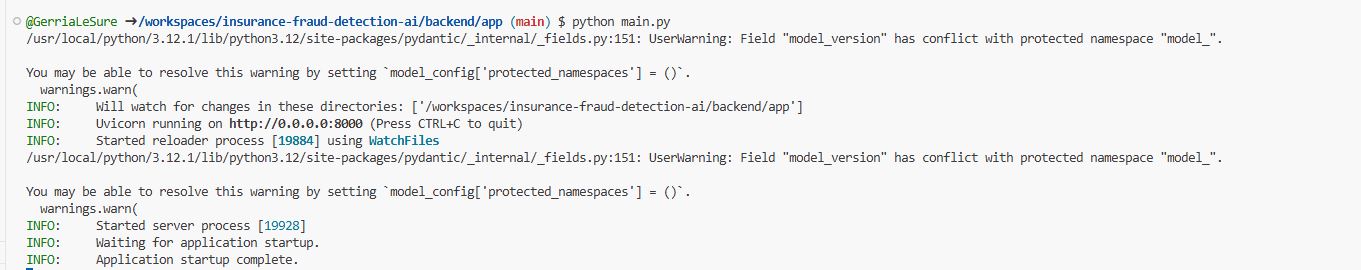 @GerriaLeSure ➜/workspaces/insurance-fraud-detection-ai/backend/app (main) $ python main.py
/usr/local/python/3.12.1/lib/python3.12/site-packages/pydantic/_internal/_fields.py:151: UserWarning: Field "model_version" has conflict with protected namespace "model_".
You may be able to resolve this warning by setting `model_config['protected_namespaces'] = ()`.
  warnings.warn(
INFO:     Will watch for changes in these directories: ['/workspaces/insurance-fraud-detection-ai/backend/app']
INFO:     Uvicorn running on http://0.0.0.0:8000 (Press CTRL+C to quit)
INFO:     Started reloader process [19884] using WatchFiles
/usr/local/python/3.12.1/lib/python3.12/site-packages/pydantic/_internal/_fields.py:151: UserWarning: Field "model_version" has conflict with protected namespace "model_".
You may be able to resolve this warning by setting `model_config['protected_namespaces'] = ()`.
  warnings.warn(
INFO:     Started server process [19928]
INFO:     Waiting for application startup.
INFO:     Application startup complete.